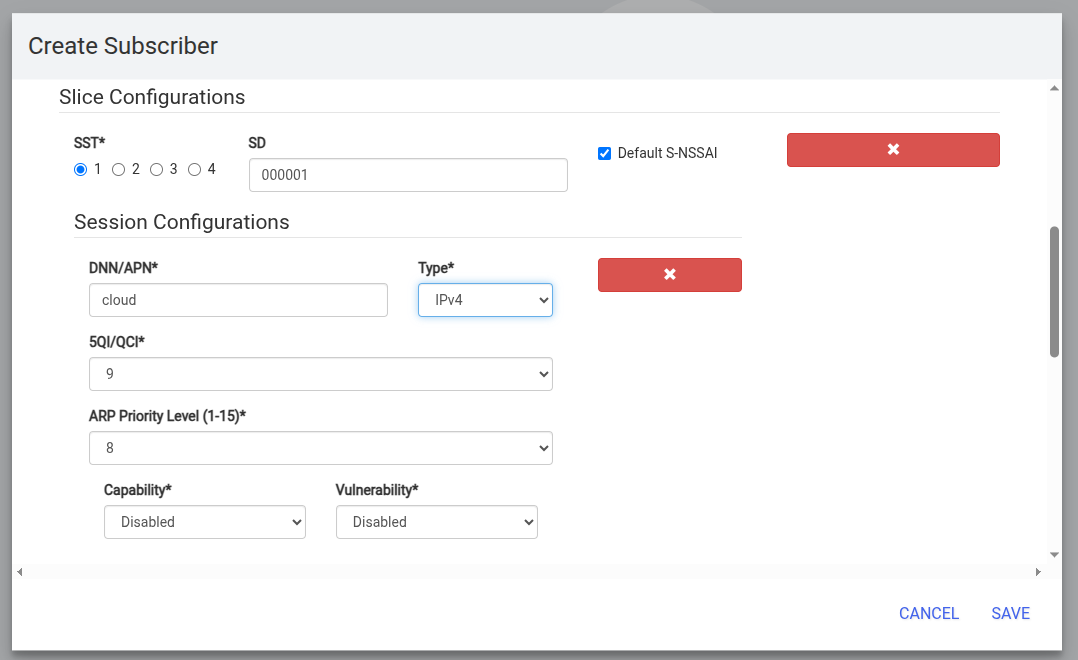 Create Subscriber
Slice Configurations
SST*
SD
1 2 3 4
000001
Default S-NSSAI
Session Configurations
DNN/APN*
Type*
cloud
IPv4
5QI/QCI*
9
ARP Priority Level (1-15)*
8
Capability*
Vulnerability*
Disabled
Disabled
CANCEL
SAVE